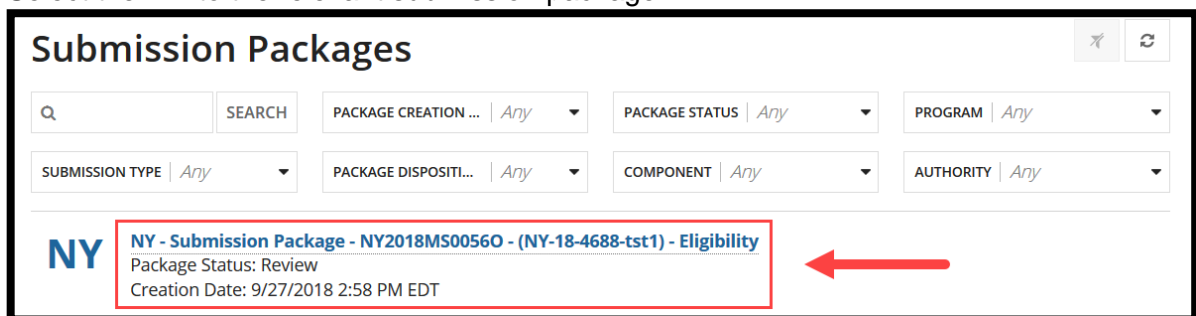 Submission Packages
SEARCH PACKAGE CREATION ... Any PACKAGE STATUS Any PROGRAM Any
SUBMISSION TYPE Any PACKAGE DISPOSITI... Any COMPONENT Any AUTHORITY Any
NY NY - Submission Package - NY2018MS0056O - (NY-18-4688-tst1) - Eligibility
Package Status: Review
Creation Date: 9/27/2018 2:58 PM EDT